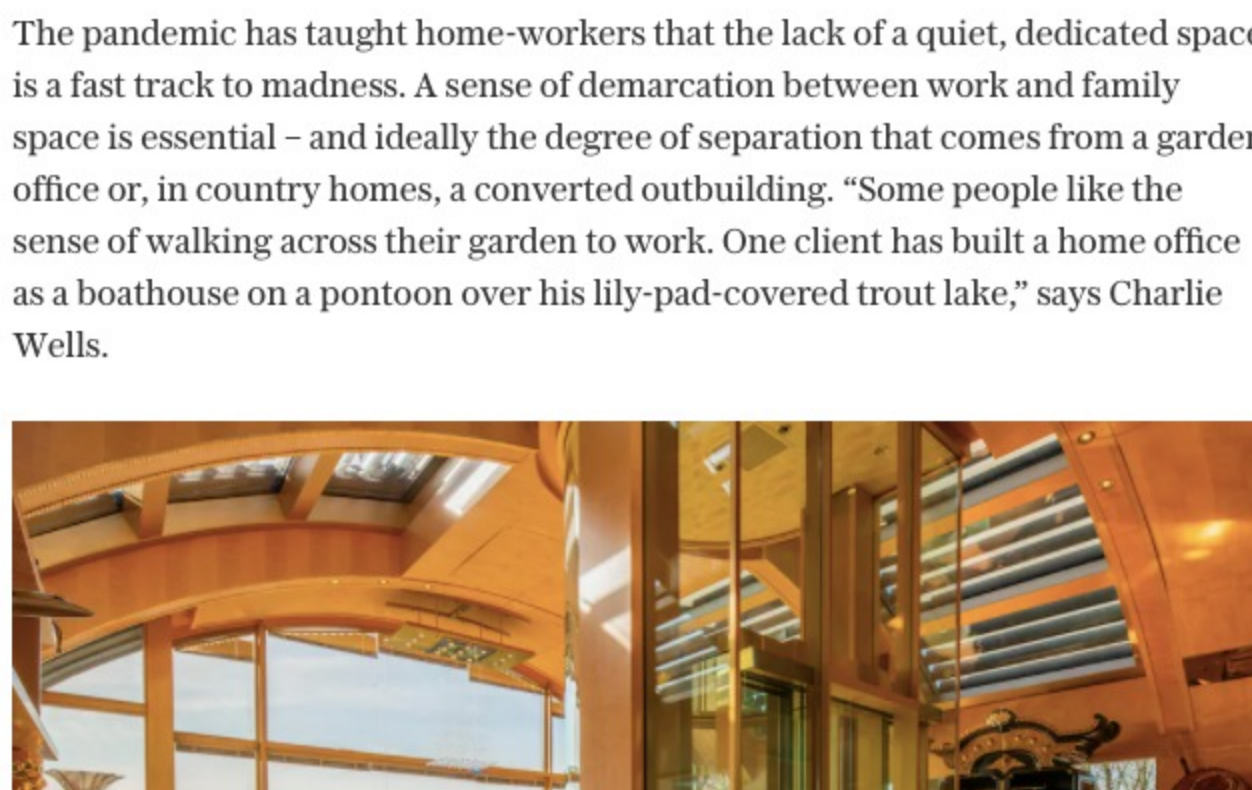 The pandemic has taught home-workers that the lack of a quiet, dedicated space
is a fast track to madness. A sense of demarcation between work and family
space is essential – and ideally the degree of separation that comes from a garden
office or, in country homes, a converted outbuilding. “Some people like the
sense of walking across their garden to work. One client has built a home office
as a boathouse on a pontoon over his lily-pad-covered trout lake,” says Charlie
Wells.